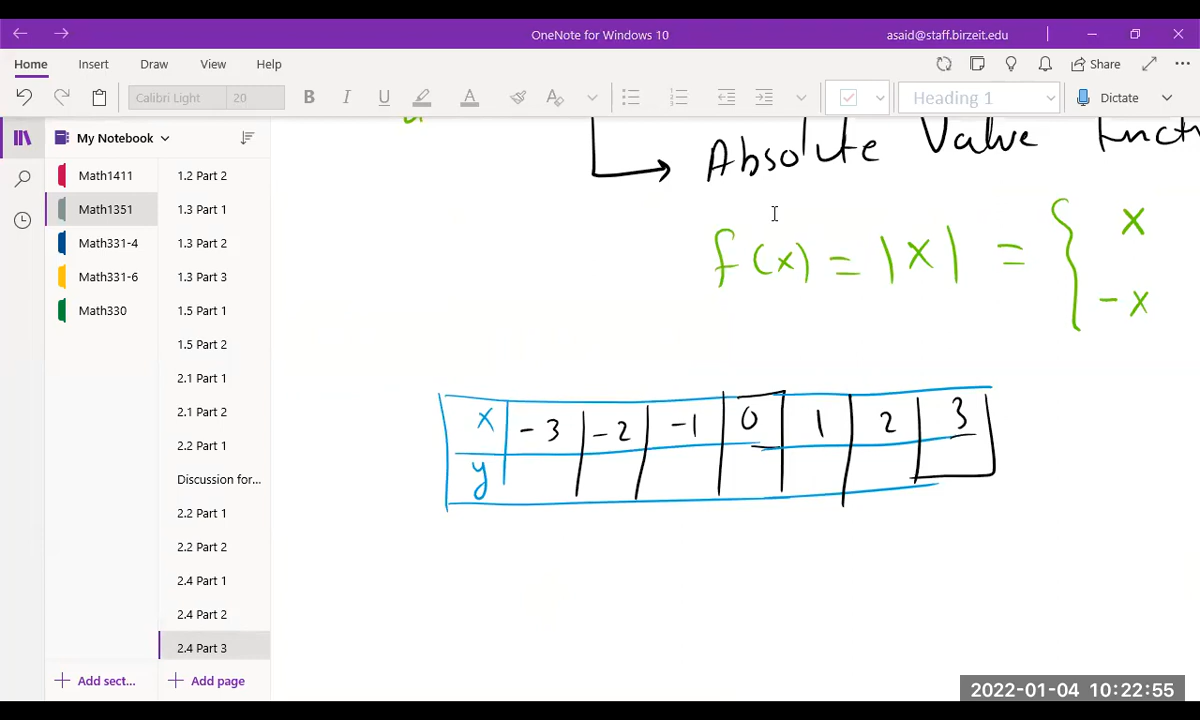 OneNote for Windows 10
asaid@staff.birzeit.edu
Home Insert Draw View Help
Share
Calibri Light 20
B I U A
Heading 1
Dictate
My Notebook
Math1411
Math1351
Math331-4
Math331-6
Math330
1.2 Part 2
1.3 Part 1
1.3 Part 2
1.3 Part 3
1.5 Part 1
1.5 Part 2
2.1 Part 1
2.1 Part 2
2.2 Part 1
Discussion for...
2.2 Part 1
2.2 Part 2
2.4 Part 1
2.4 Part 2
2.4 Part 3
Add sect...
Add page
Absolute Value
f(x) = |x| = { x
-x
x -3 -2 -1 0 1 2 3
y
2022-01-04 10:22:55